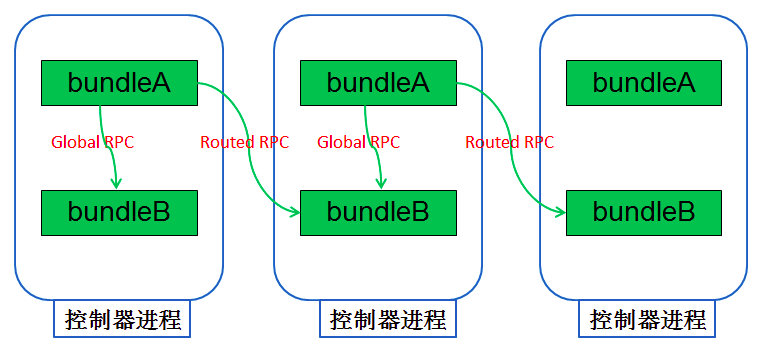 bundleA
bundleA
bundleA
Global RPC
Routed RPC
Global RPC
Routed RPC
bundleB
bundleB
bundleB
控制器进程
控制器进程
控制器进程